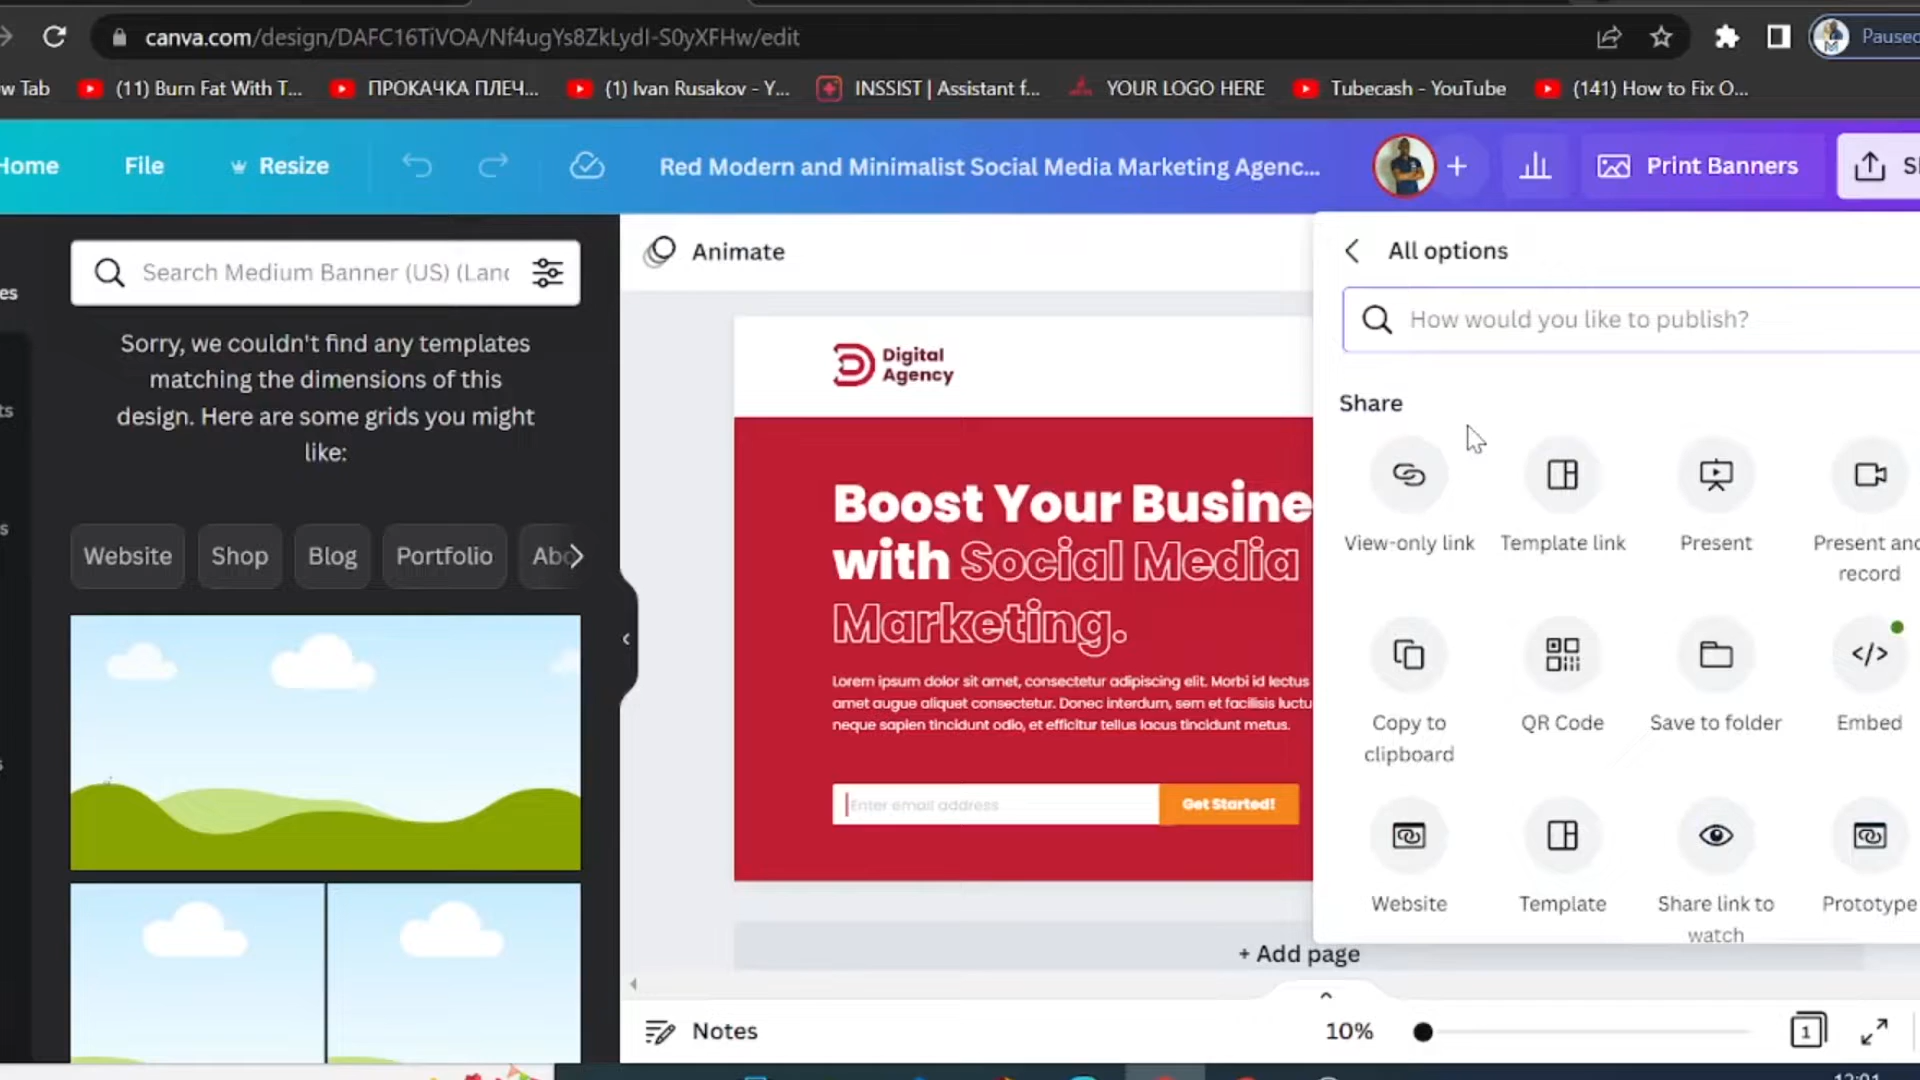 canva.com/design/DAFC16TiVOA/Nf4ugYs8ZkLydI-S0yXFHw/edit
Paused
w Tab
(11) Burn Fat With T...
ПРОКАЧКА ПЛЕЧ...
(1) Ivan Rusakov - Y...
INSSIST | Assistant f...
YOUR LOGO HERE
Tubecash - YouTube
(141) How to Fix O...
Home
File
Resize
Red Modern and Minimalist Social Media Marketing Agenc...
Print Banners
Search Medium Banner (US) (Land
es
Sorry, we couldn't find any templates
matching the dimensions of this
design. Here are some grids you might
like:
ts
s
Website
Shop
Blog
Portfolio
Abo
Animate
Digital
Agency
Boost Your Busine
with Social Media
Marketing.
Lorem ipsum dolor sit amet, consectetur adipiscing elit. Morbi id lectus
amet augue aliquet consectetur. Donec interdum, sem et facilisis luctu
neque sapien tincidunt odio, et efficitur tellus lacus tincidunt metus.
Enter email address
Get Started!
+ Add page
Notes
10%
1
All options
How would you like to publish?
Share
View-only link
Template link
Present
Present and
record
Copy to
clipboard
QR Code
Save to folder
Embed
Website
Template
Share link to
watch
Prototype